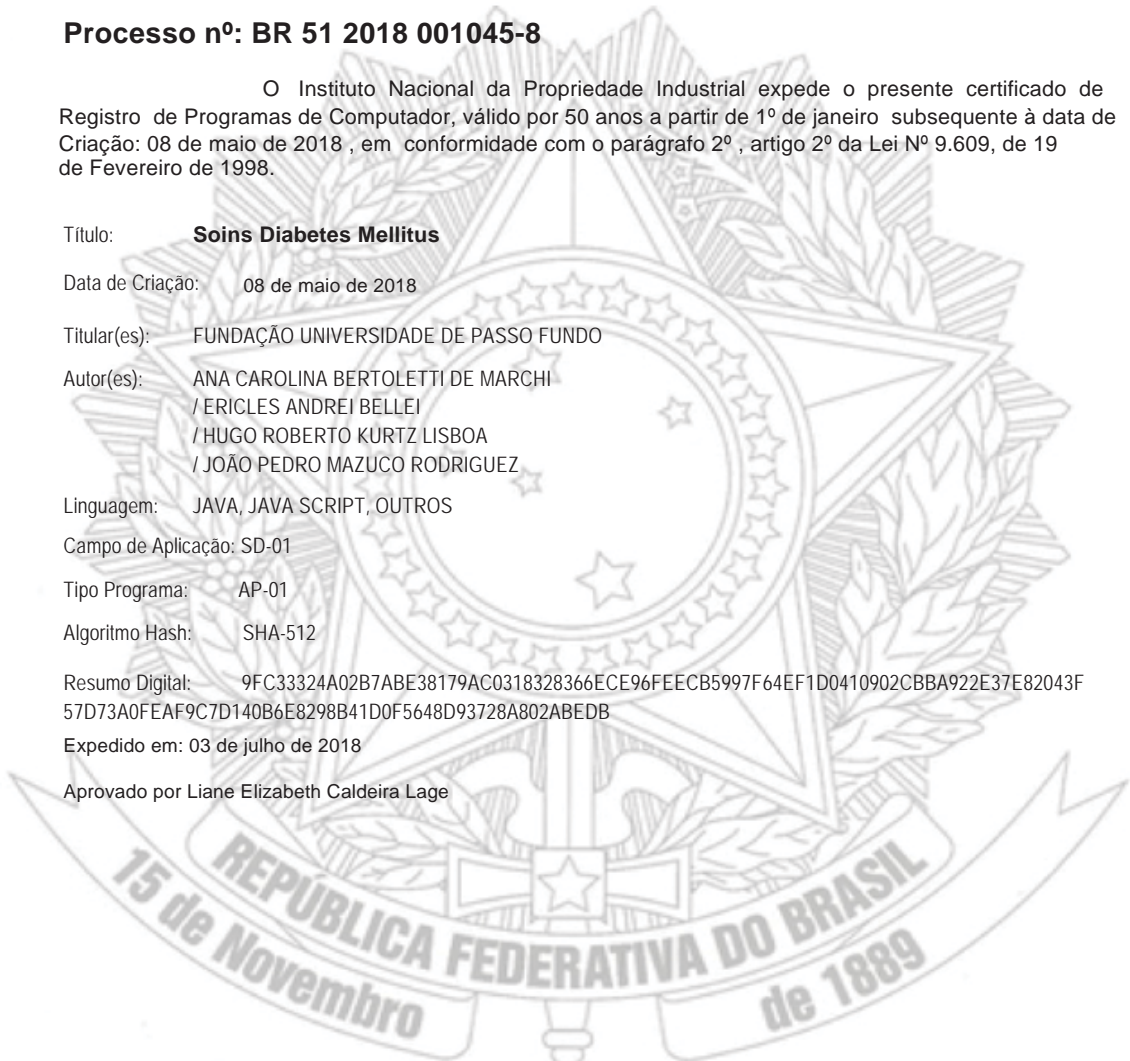 Processo nº: BR 51 2018 001045-8
O Instituto Nacional da Propriedade Industrial expede o presente certificado de
Registro de Programas de Computador, válido por 50 anos a partir de 1º de janeiro subsequente à data de
Criação: 08 de maio de 2018 , em conformidade com o parágrafo 2º , artigo 2º da Lei Nº 9.609, de 19
de Fevereiro de 1998.
Título: Soins Diabetes Mellitus
Data de Criação: 08 de maio de 2018
Titular(es): FUNDAÇÃO UNIVERSIDADE DE PASSO FUNDO
Autor(es): ANA CAROLINA BERTOLETTI DE MARCHI
/ ERICLES ANDREI BELLEI
/ HUGO ROBERTO KURTZ LISBOA
/ JOÃO PEDRO MAZUCO RODRIGUEZ
Linguagem: JAVA, JAVA SCRIPT, OUTROS
Campo de Aplicação: SD-01
Tipo Programa: AP-01
Algoritmo Hash: SHA-512
Resumo Digital: 9FC33324A02B7ABE38179AC0318328366ECE96FEECB5997F64EF1D0410902CBBA922E37E82043F
57D73A0FEAF9C7D140B6E8298B41D0F5648D93728A802ABEDB
Expedido em: 03 de julho de 2018
Aprovado por Liane Elizabeth Caldeira Lage
REPÚBLICA FEDERATIVA DO BRASIL
15 de Novembro de 1889